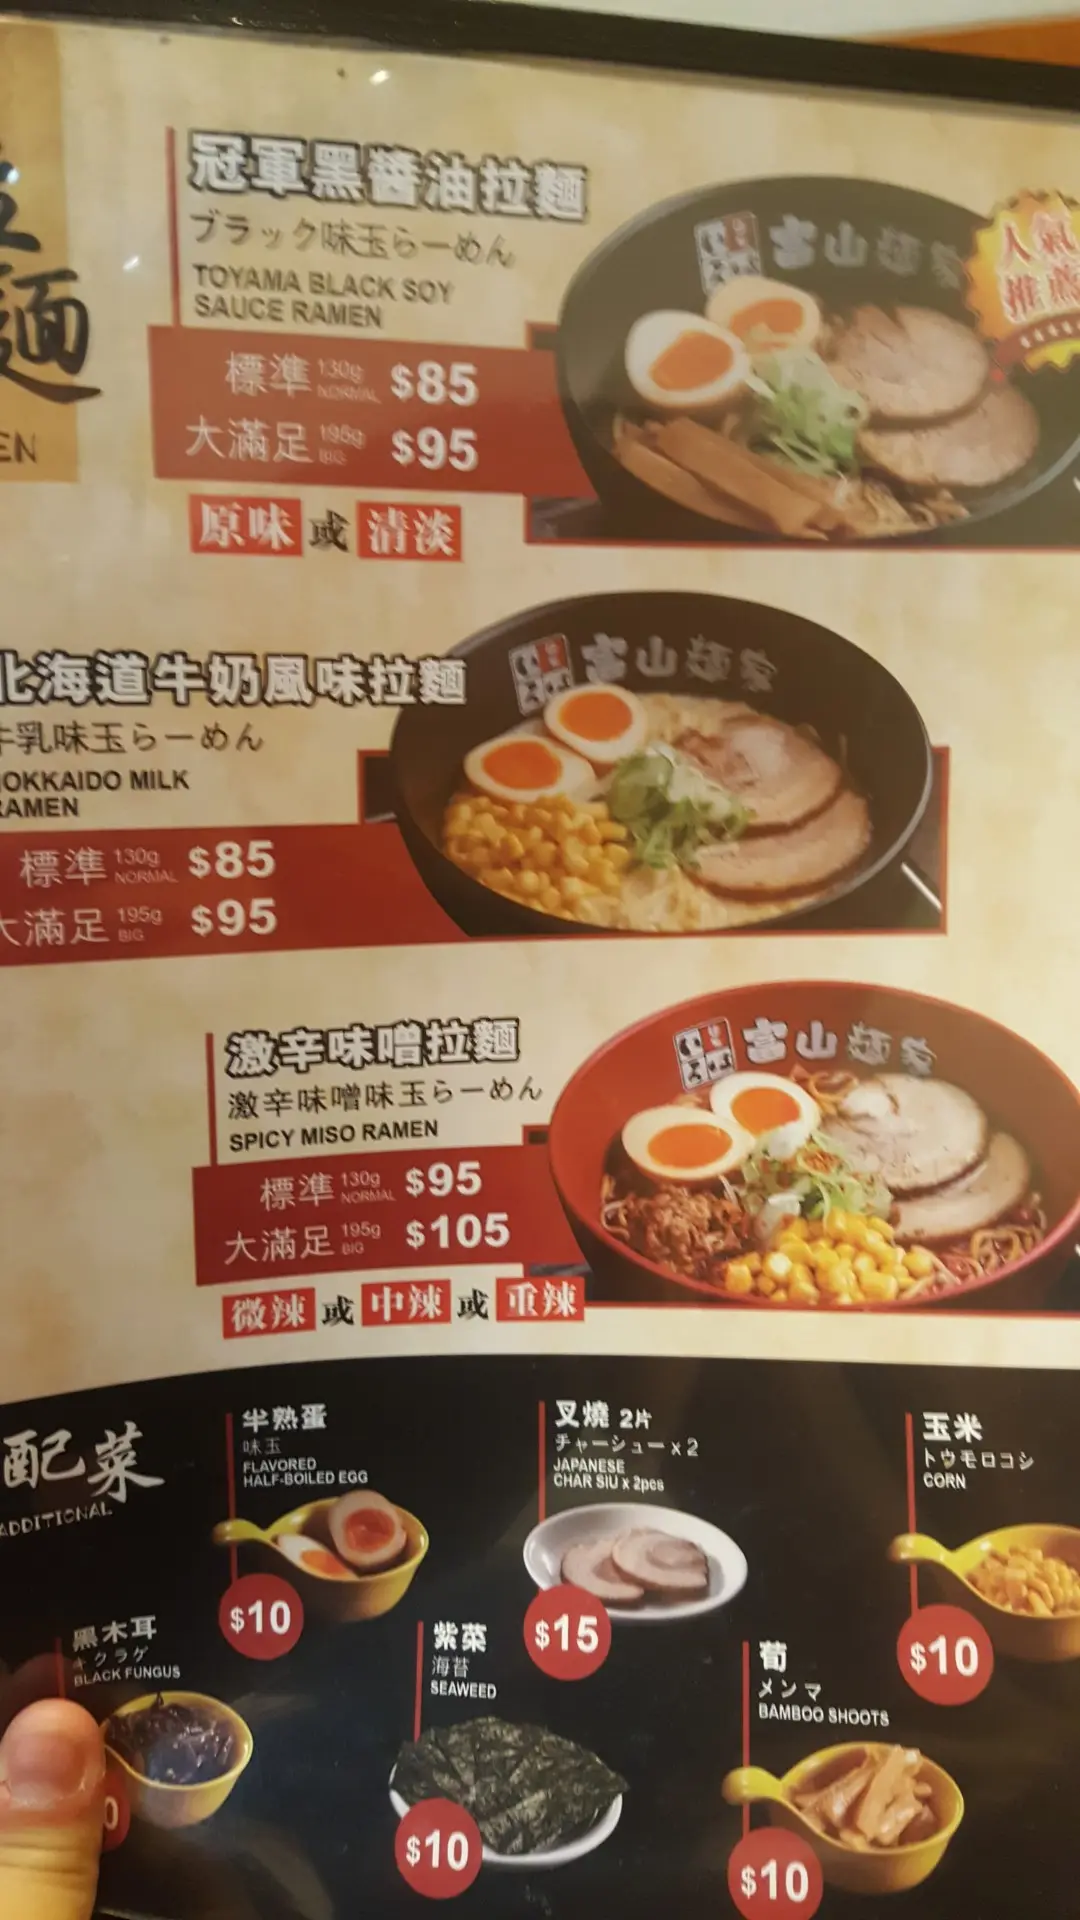 麵
EN
冠軍黑醬油拉麵
ブラック味玉らーめん
TOYAMA BLACK SOY
SAUCE RAMEN
標準 130g NORMAL $85
大滿足 195g BIG $95
原味 或 清淡
富山麵家
人氣
推薦
北海道牛奶風味拉麵
牛乳味玉らーめん
HOKKAIDO MILK
RAMEN
標準 130g NORMAL $85
大滿足 195g BIG $95
富山麵家
激辛味噌拉麵
激辛味噌味玉らーめん
SPICY MISO RAMEN
標準 130g NORMAL $95
大滿足 195g BIG $105
微辣 或 中辣 或 重辣
富山麵家
配菜
ADDITIONAL
半熟蛋
味玉
FLAVORED
HALF-BOILED EGG
$10
叉燒 2片
チャーシュー x 2
JAPANESE
CHAR SIU x 2pcs
$15
玉米
トウモロコシ
CORN
$10
黑木耳
キクラゲ
BLACK FUNGUS
0
紫菜
海苔
SEAWEED
$10
荀
メンマ
BAMBOO SHOOTS
$10